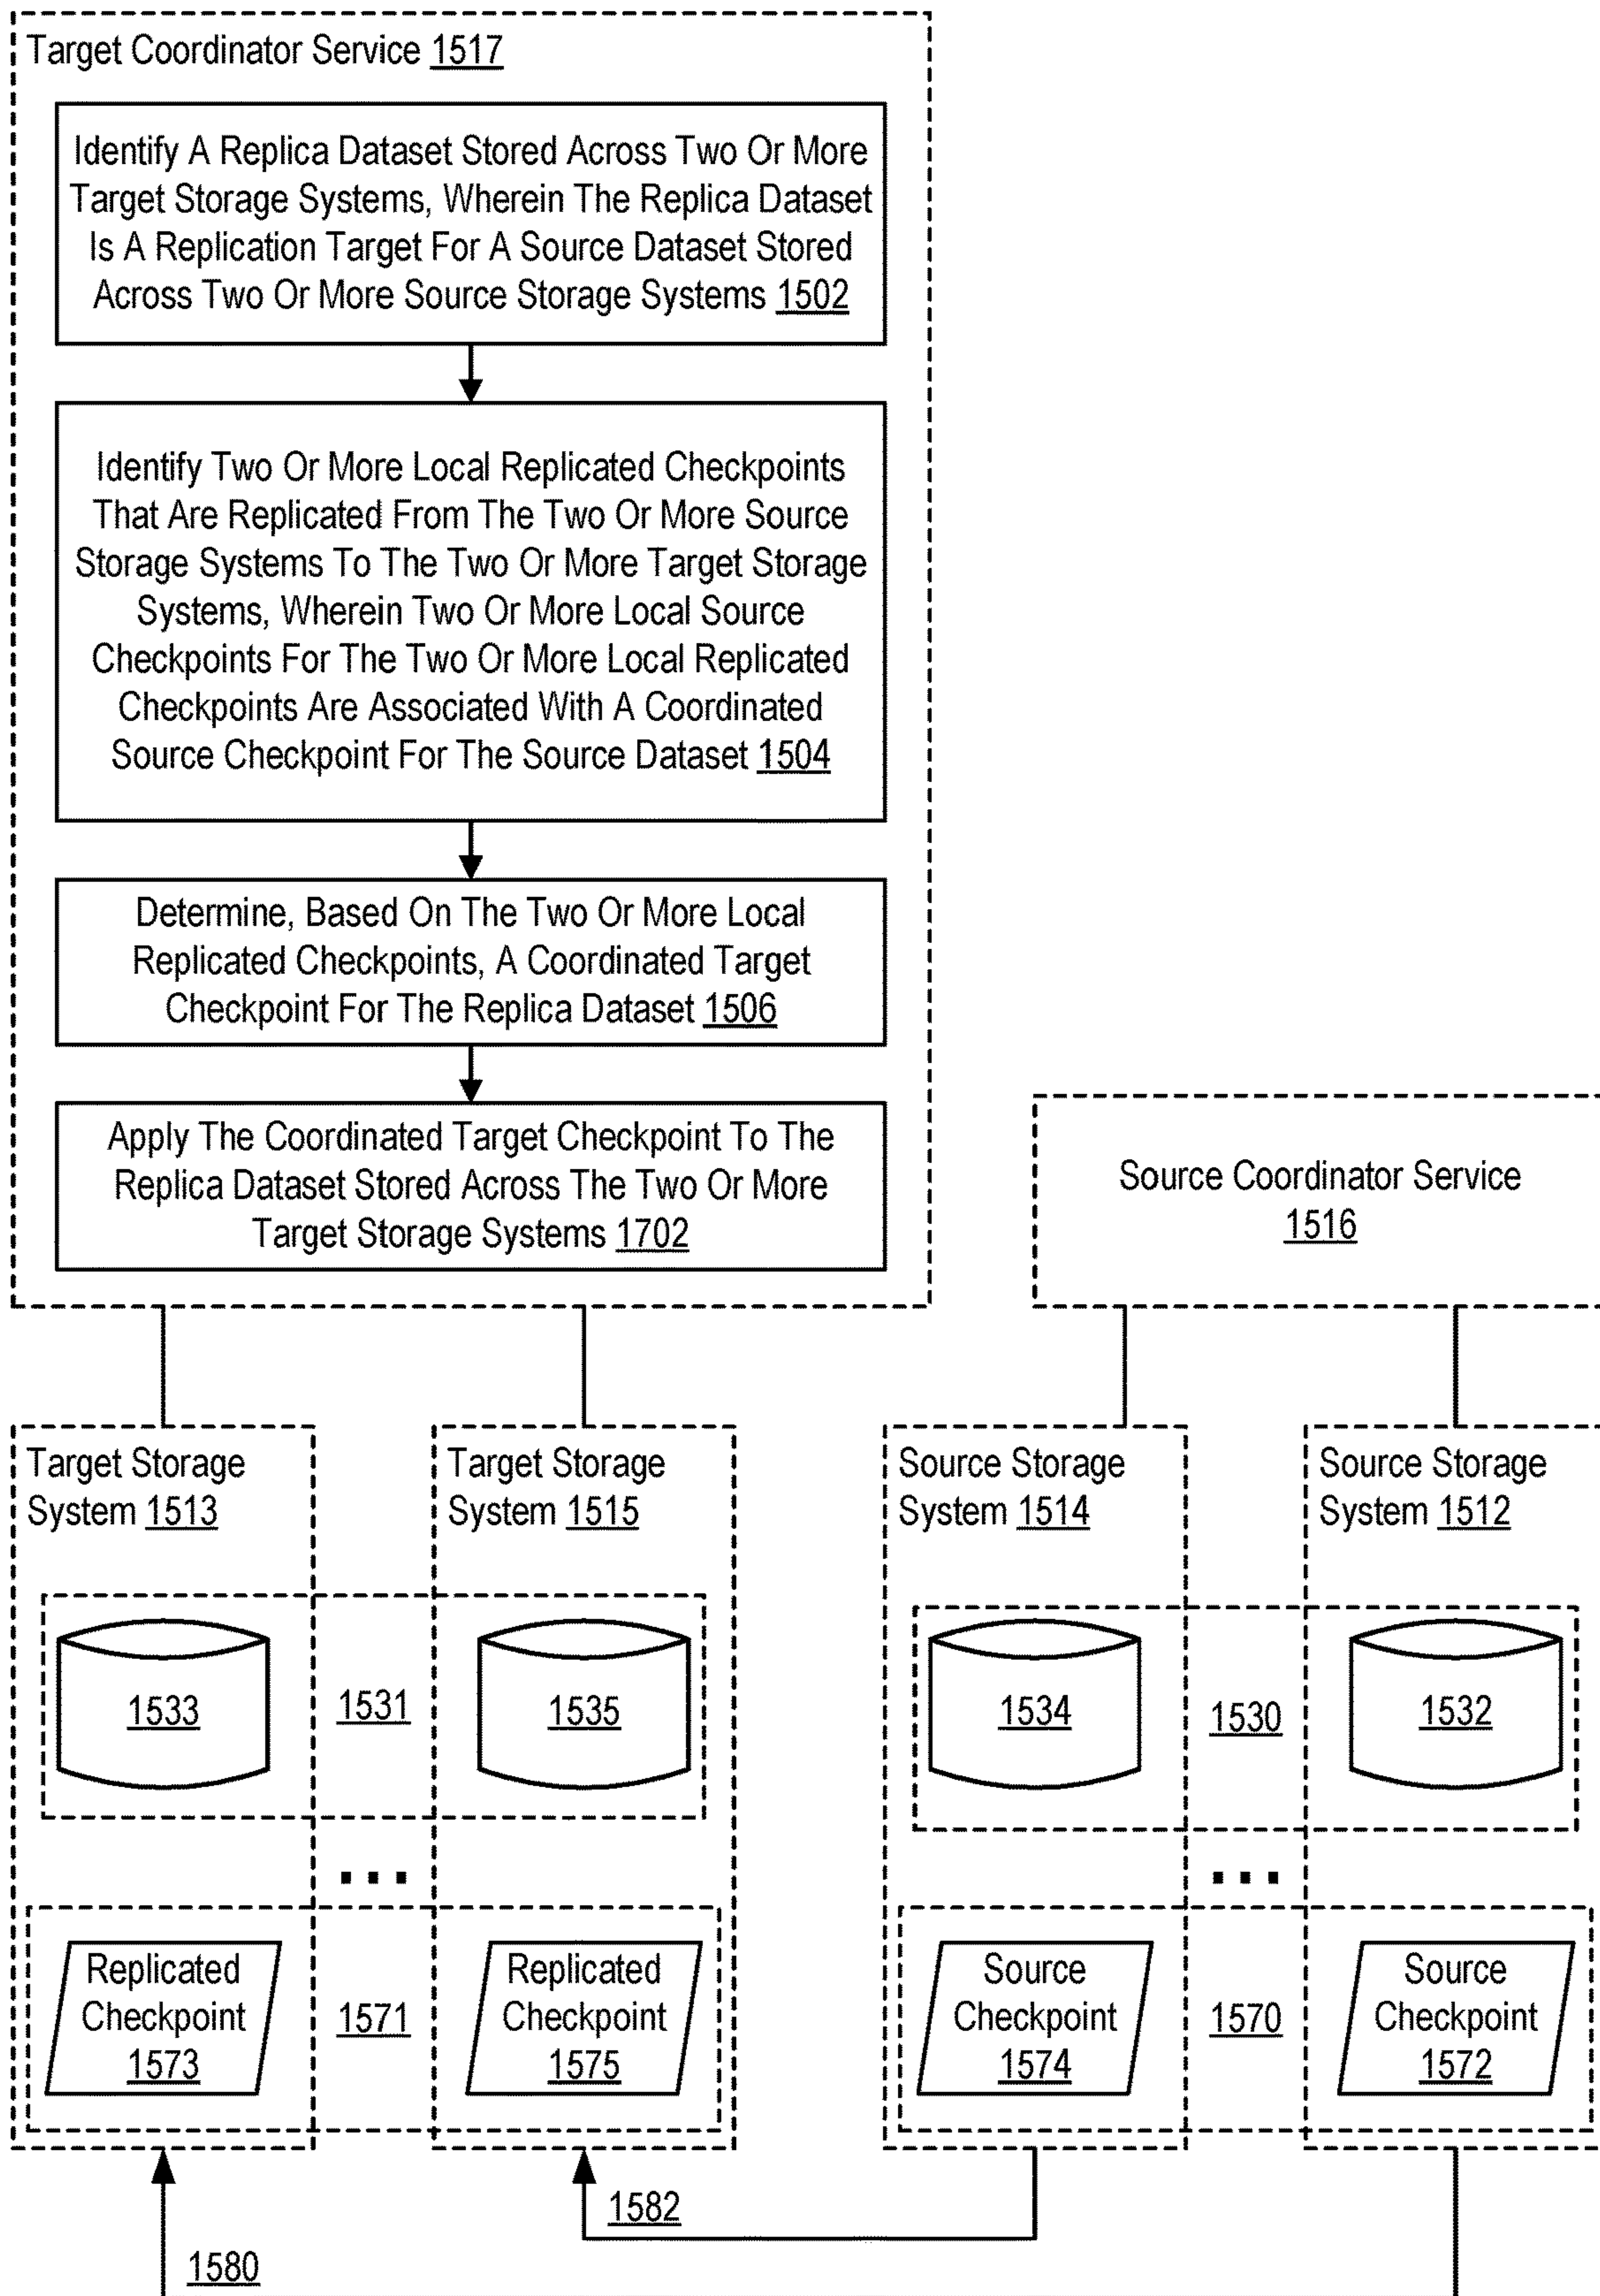 Target Coordinator Service 1517
Identify A Replica Dataset Stored Across Two Or More
Target Storage Systems, Wherein The Replica Dataset
Is A Replication Target For A Source Dataset Stored
Across Two Or More Source Storage Systems 1502
Identify Two Or More Local Replicated Checkpoints
That Are Replicated From The Two Or More Source
Storage Systems To The Two Or More Target Storage
Systems, Wherein Two Or More Local Source
Checkpoints For The Two Or More Local Replicated
Checkpoints Are Associated With A Coordinated
Source Checkpoint For The Source Dataset 1504
Determine, Based On The Two Or More Local
Replicated Checkpoints, A Coordinated Target
Checkpoint For The Replica Dataset 1506
Apply The Coordinated Target Checkpoint To The
Replica Dataset Stored Across The Two Or More
Target Storage Systems 1702
Source Coordinator Service
1516
Target Storage
System 1513
Target Storage
System 1515
Source Storage
System 1514
Source Storage
System 1512
1533
1531
1535
1534
1530
1532
...
...
Replicated
Checkpoint
1573
1571
Replicated
Checkpoint
1575
Source
Checkpoint
1574
1570
Source
Checkpoint
1572
1582
1580